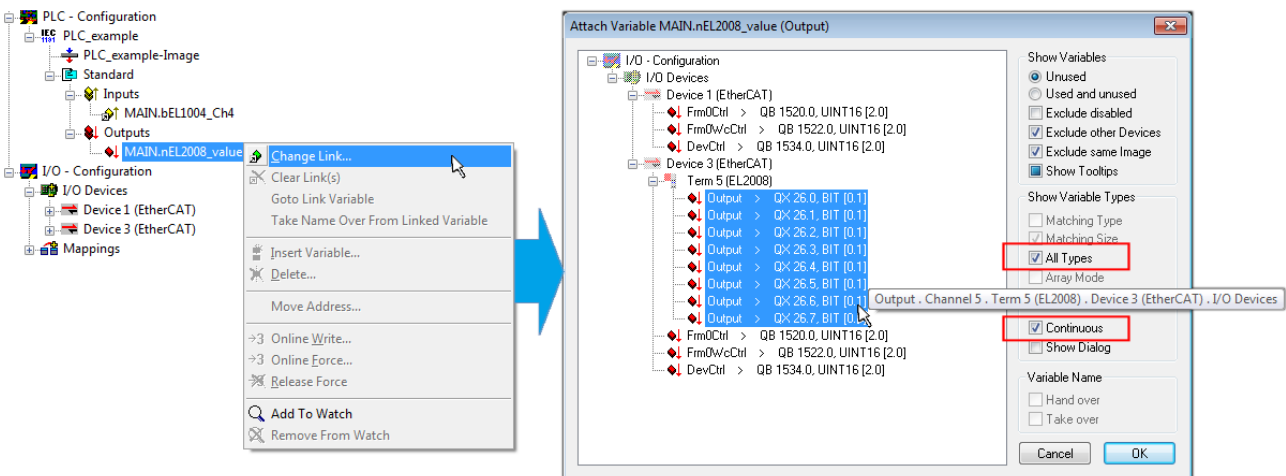 PLC - Configuration
IEC
1131
PLC_example
PLC_example-Image
Standard
Inputs
MAIN.bEL1004_Ch4
Outputs
MAIN.nEL2008_value
I/O - Configuration
I/O Devices
Device 1 (EtherCAT)
Device 3 (EtherCAT)
Mappings
Change Link...
Clear Link(s)
Goto Link Variable
Take Name Over From Linked Variable
Insert Variable...
Delete...
Move Address...
Online Write...
Online Force...
Release Force
Add To Watch
Remove From Watch
Attach Variable MAIN.nEL2008_value (Output)
I/O - Configuration
I/O Devices
Device 1 (EtherCAT)
Frm0Ctrl > QB 1520.0, UINT16 [2.0]
Frm0WcCtrl > QB 1522.0, UINT16 [2.0]
DevCtrl > QB 1534.0, UINT16 [2.0]
Device 3 (EtherCAT)
Term 5 (EL2008)
Output > QX 26.0, BIT [0.1]
Output > QX 26.1, BIT [0.1]
Output > QX 26.2, BIT [0.1]
Output > QX 26.3, BIT [0.1]
Output > QX 26.4, BIT [0.1]
Output > QX 26.5, BIT [0.1]
Output > QX 26.6, BIT [0.1]
Output > QX 26.7, BIT [0.
Frm0Ctrl > QB 1520.0, UINT16 [2.0]
Frm0WcCtrl > QB 1522.0, UINT16 [2.0]
DevCtrl > QB 1534.0, UINT16 [2.0]
Output . Channel 5 . Term 5 (EL2008) . Device 3 (EtherCAT) . I/O Devices
Show Variables
Unused
Used and unused
Exclude disabled
Exclude other Devices
Exclude same Image
Show Tooltips
Show Variable Types
Matching Type
Matching Size
All Types
Array Mode
Continuous
Show Dialog
Variable Name
Hand over
Take over
Cancel
OK